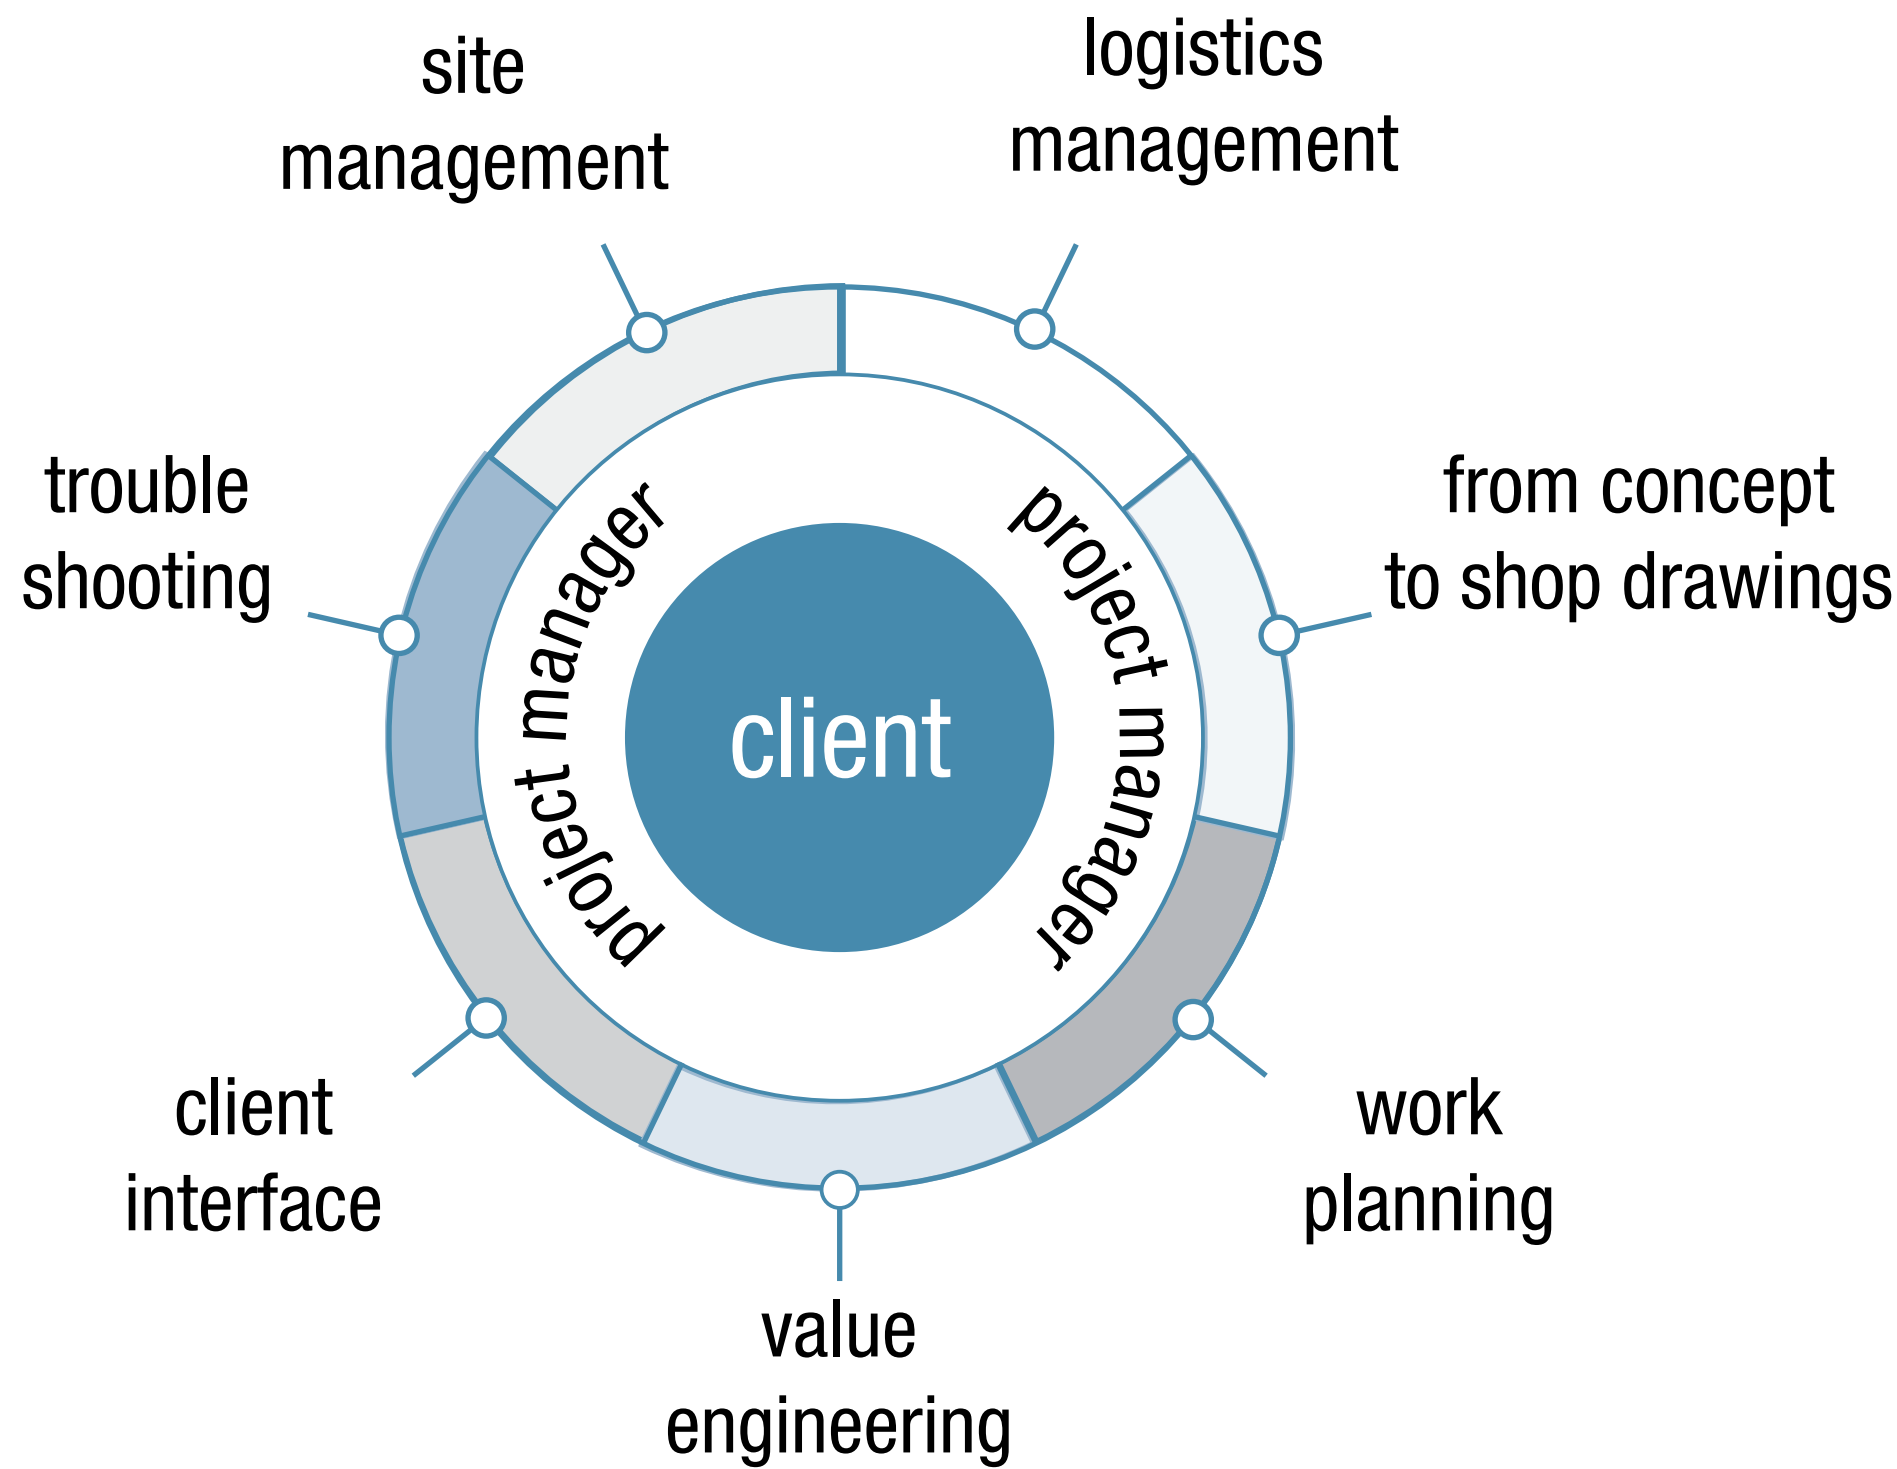 site
management
logistics
management
trouble
shooting
from concept
to shop drawings
project manager
client
project manager
client
interface
work
planning
value
engineering